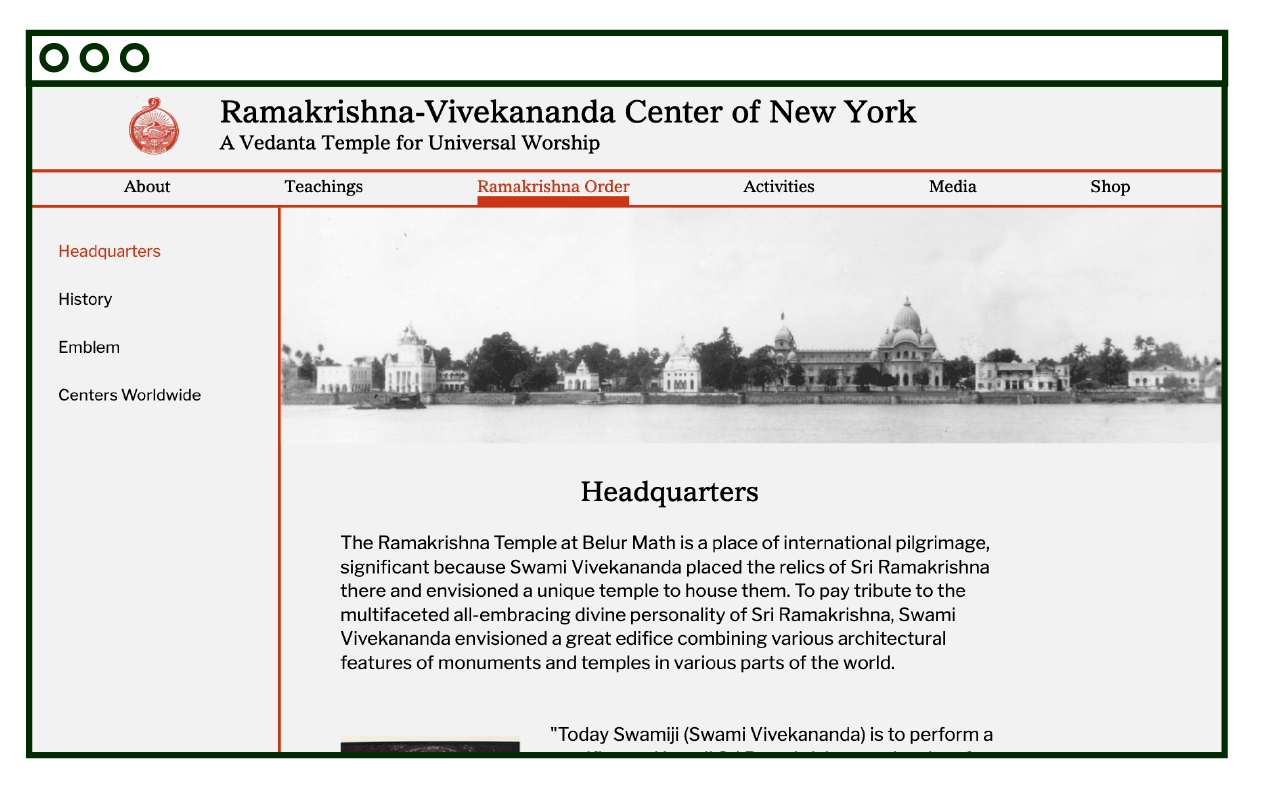 Ramakrishna-Vivekananda Center of New York
A Vedanta Temple for Universal Worship
About Teachings Ramakrishna Order Activities Media Shop
Headquarters
History
Emblem
Centers Worldwide
Headquarters
The Ramakrishna Temple at Belur Math is a place of international pilgrimage,
significant because Swami Vivekananda placed the relics of Sri Ramakrishna
there and envisioned a unique temple to house them. To pay tribute to the
multifaceted all-embracing divine personality of Sri Ramakrishna, Swami
Vivekananda envisioned a great edifice combining various architectural
features of monuments and temples in various parts of the world.
"Today Swamiji (Swami Vivekananda) is to perform a